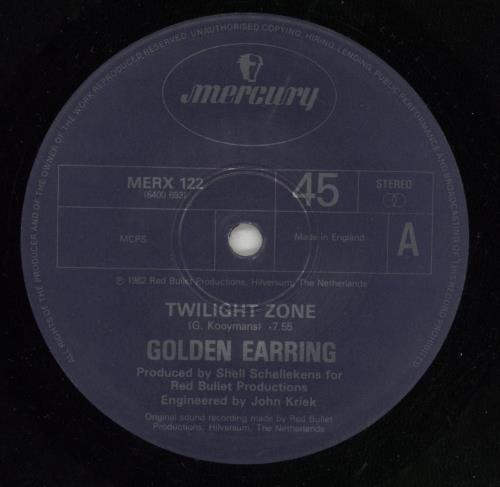 ALL RIGHTS OF THE PRODUCER AND OF THE OWNER OF THE WORK REPRODUCED RESERVED. UNAUTHORISED COPYING, HIRING, LENDING, PUBLIC PERFORMANCE AND BROADCASTING OF THIS RECORD PROHIBITED.
mercury
MERX 122
(6400 693)
45
STEREO
MCPS
Made in England
A
℗ 1982 Red Bullet Productions, Hilversum, The Netherlands
TWILIGHT ZONE
(G. Kooymans) -7.55
GOLDEN EARRING
Produced by Shell Schellekens for
Red Bullet Productions
Engineered by John Kriek
Original sound recording made by Red Bullet
Productions, Hilversum, The Netherlands